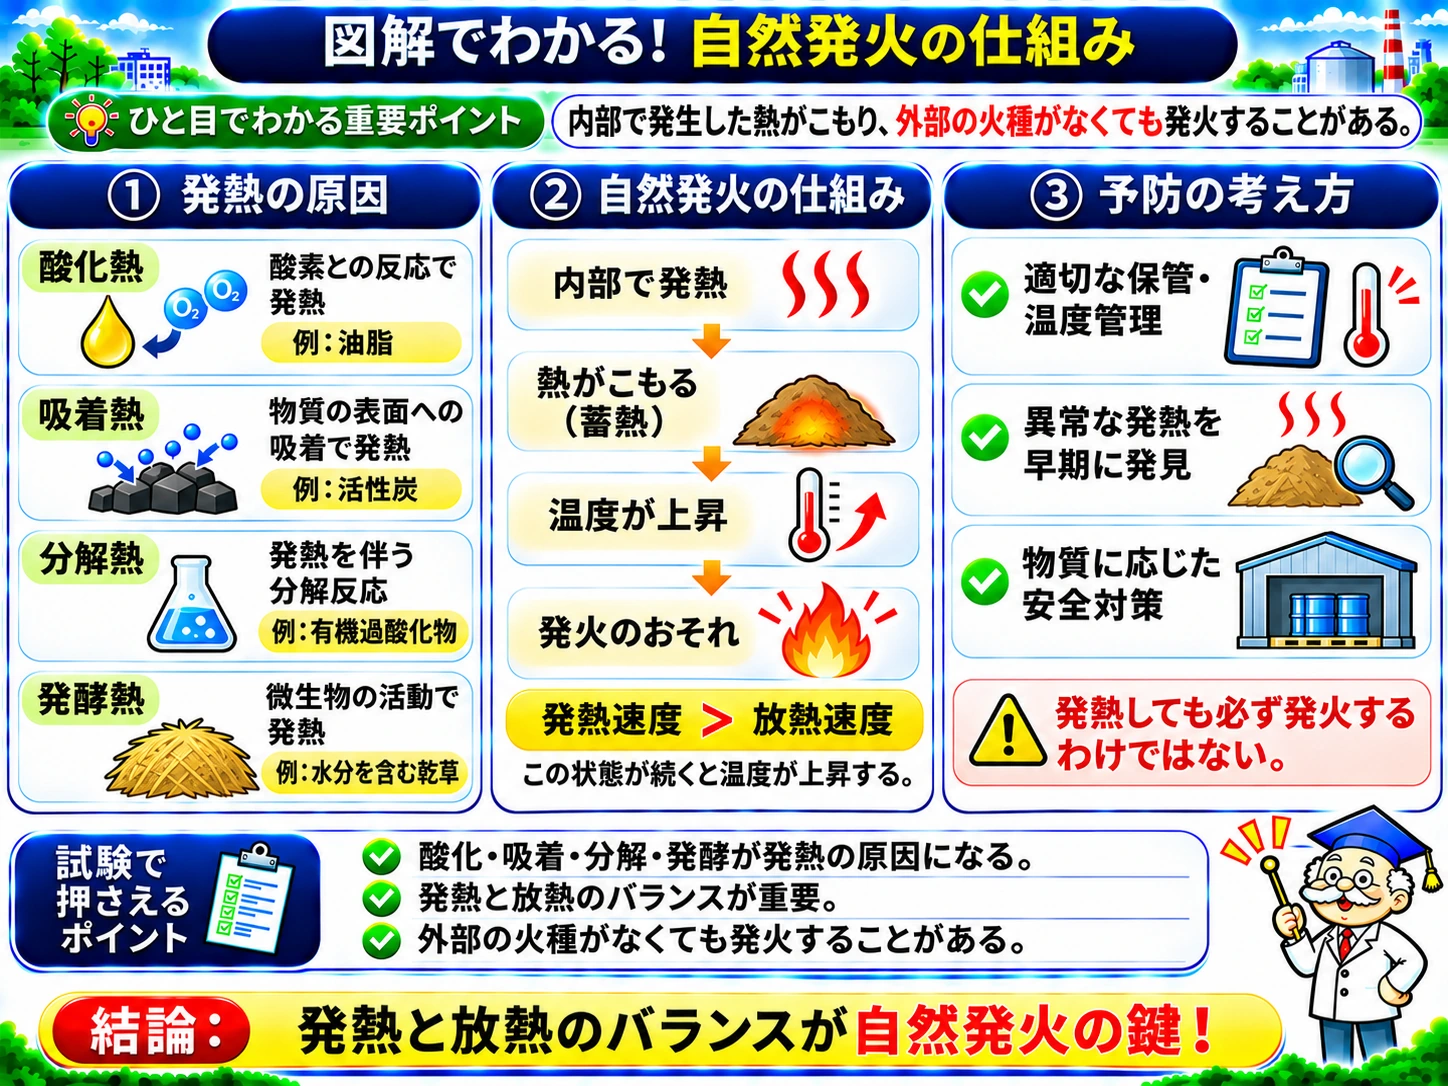 図解でわかる！ 自然発火の仕組み
ひと目でわかる重要ポイント
内部で発生した熱がこもり、外部の火種がなくても発火することがある。
① 発熱の原因
酸化熱
O₂
O₂
酸素との反応で
発熱
例：油脂
吸着熱
物質の表面への
吸着で発熱
例：活性炭
分解熱
発熱を伴う
分解反応
例：有機過酸化物
発酵熱
微生物の活動で
発熱
例：水分を含む乾草
② 自然発火の仕組み
内部で発熱
熱がこもる
（蓄熱）
温度が上昇
発火のおそれ
発熱速度 > 放熱速度
この状態が続くと温度が上昇する。
③ 予防の考え方
適切な保管・
温度管理
異常な発熱を
早期に発見
物質に応じた
安全対策
発熱しても必ず発火する
わけではない。
試験で
押さえる
ポイント
酸化・吸着・分解・発酵が発熱の原因になる。
発熱と放熱のバランスが重要。
外部の火種がなくても発火することがある。
結論： 発熱と放熱のバランスが自然発火の鍵！